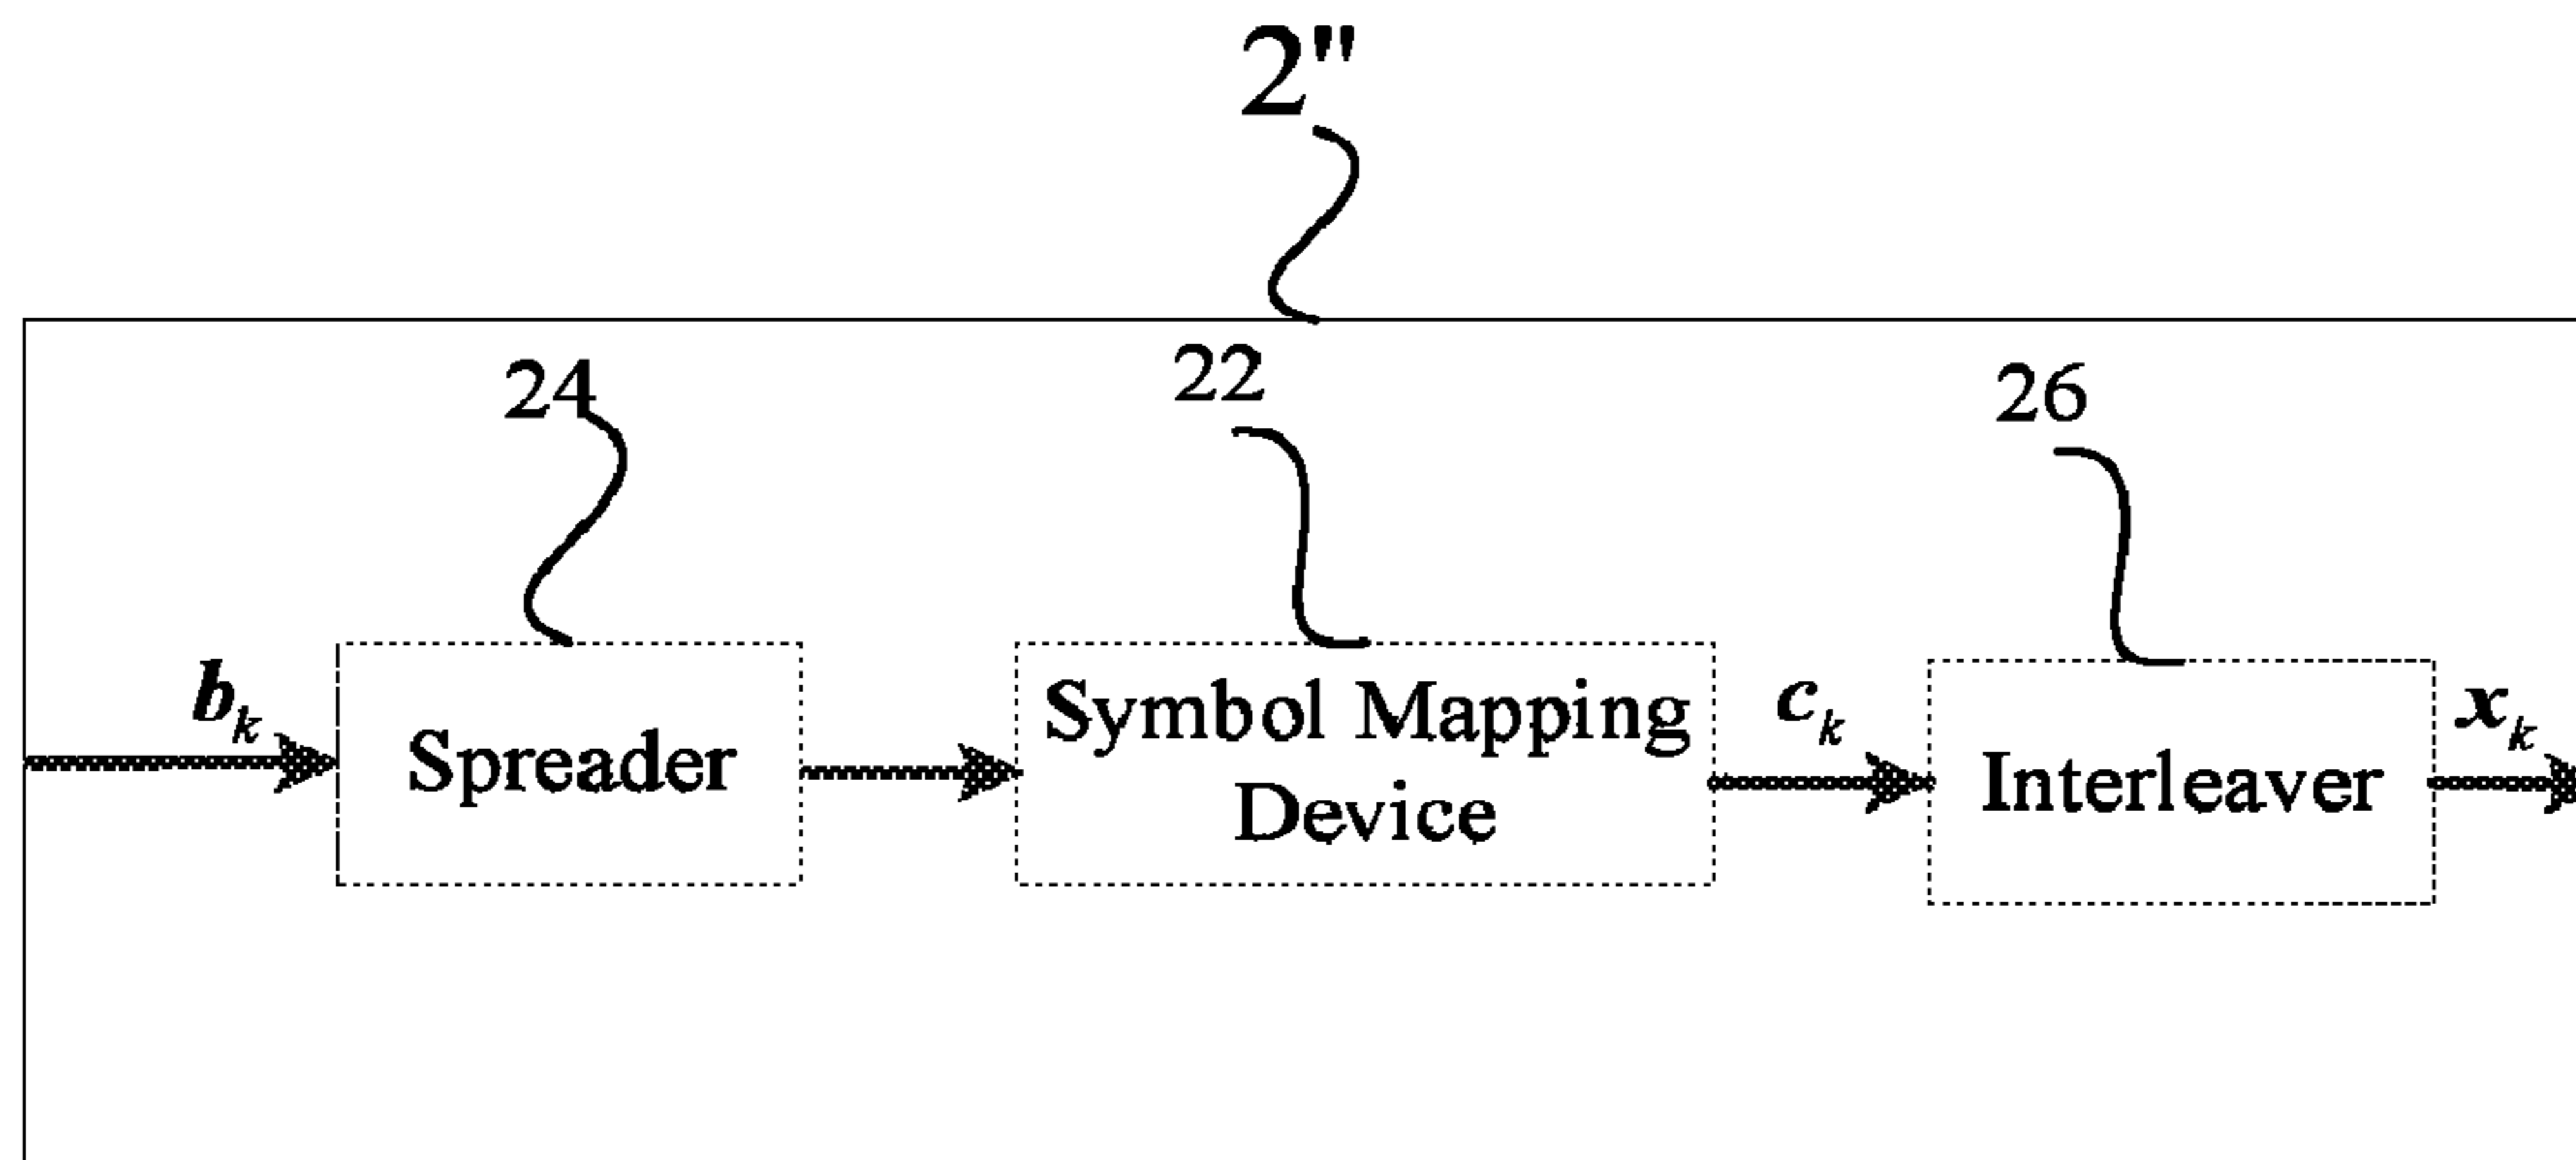 2"
24
22
26
b_k
Spreader
Symbol Mapping
Device
c_k
Interleaver
x_k